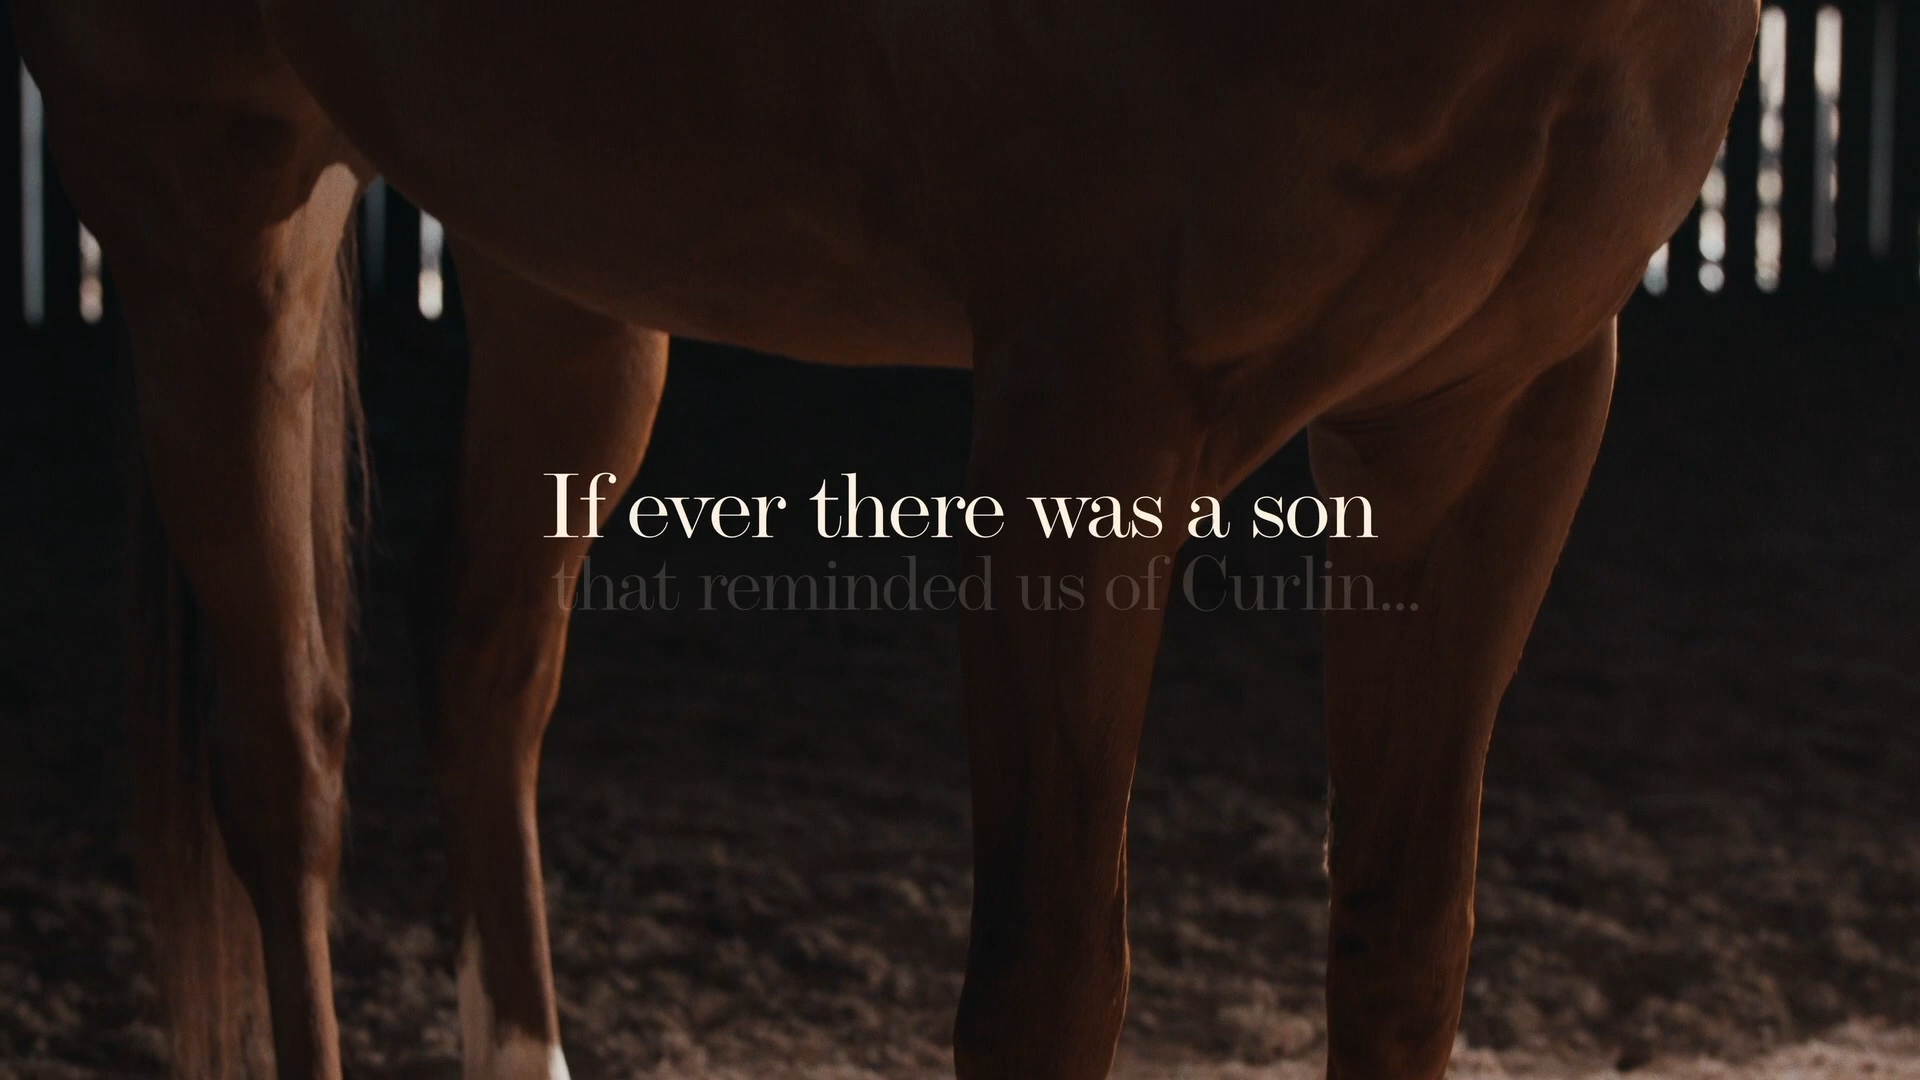 If ever there was a son
that reminded us of Curlin...